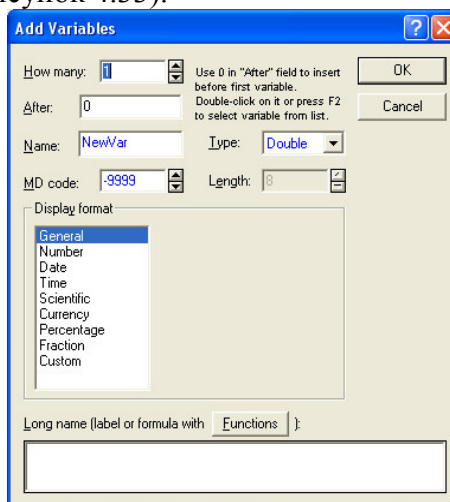 Add Variables
How many: 1
Use 0 in "After" field to insert
before first variable.
Double-click on it or press F2
to select variable from list.
OK
After: 0
Cancel
Name: NewVar
Type: Double
MD code: -9999
Length: 8
Display format
General
Number
Date
Time
Scientific
Currency
Percentage
Fraction
Custom
Long name (label or formula with Functions ):